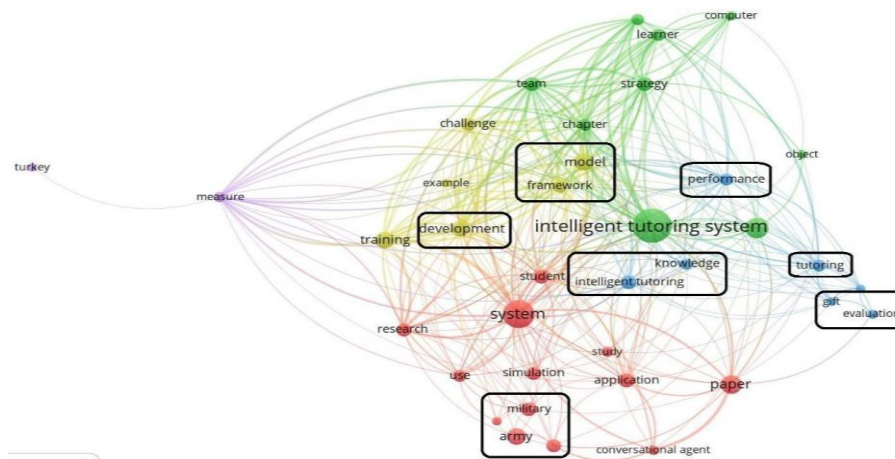 computer
learner
team
strategy
challenge
chapter
object
model
turkey
performance
example
framework
measure
intelligent tutoring system
development
training
knowledge
tutoring
student
intelligent tutoring
gift
evaluation
system
research
study
use
simulation
application
paper
military
army
conversational agent